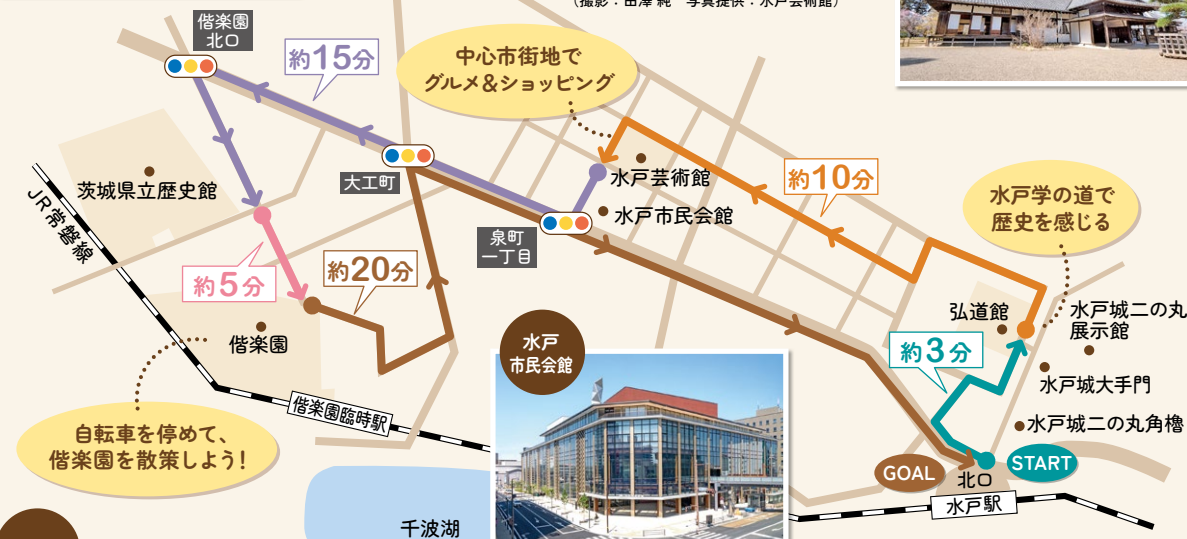 （撮影：田澤 純　写真提供：水戸芸術館）
偕楽園
北口
約15分
中心市街地で
グルメ&ショッピング
茨城県立歴史館
大工町
水戸芸術館
約10分
水戸学の道で
歴史を感じる
JR常磐線
水戸市民会館
泉町
一丁目
約5分
約20分
弘道館
水戸城二の丸
展示館
偕楽園
水戸
市民会館
約3分
水戸城大手門
偕楽園臨時駅
自転車を停めて、
偕楽園を散策しよう！
水戸城二の丸角櫓
GOAL
START
北口
水戸駅
千波湖